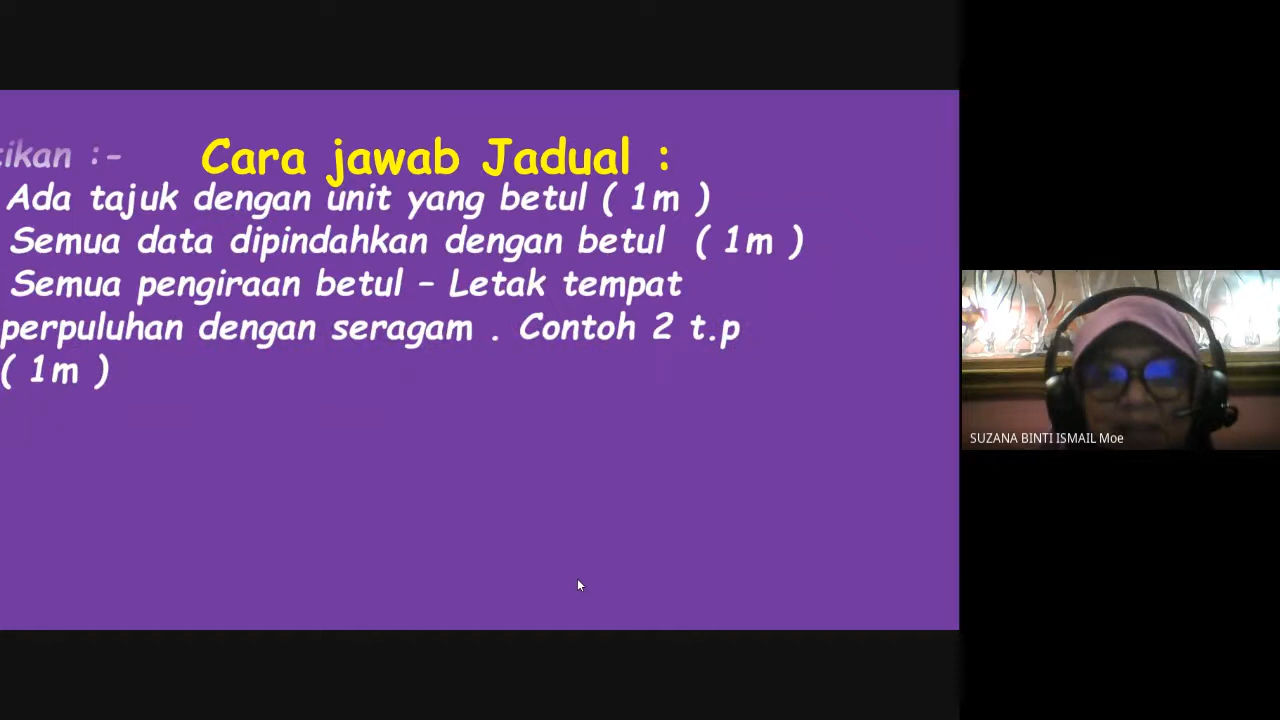 Cara jawab Jadual :
ikan :-
Ada tajuk dengan unit yang betul ( 1m )
Semua data dipindahkan dengan betul ( 1m )
Semua pengiraan betul – Letak tempat
perpuluhan dengan seragam . Contoh 2 t.p
( 1m )
SUZANA BINTI ISMAIL Moe